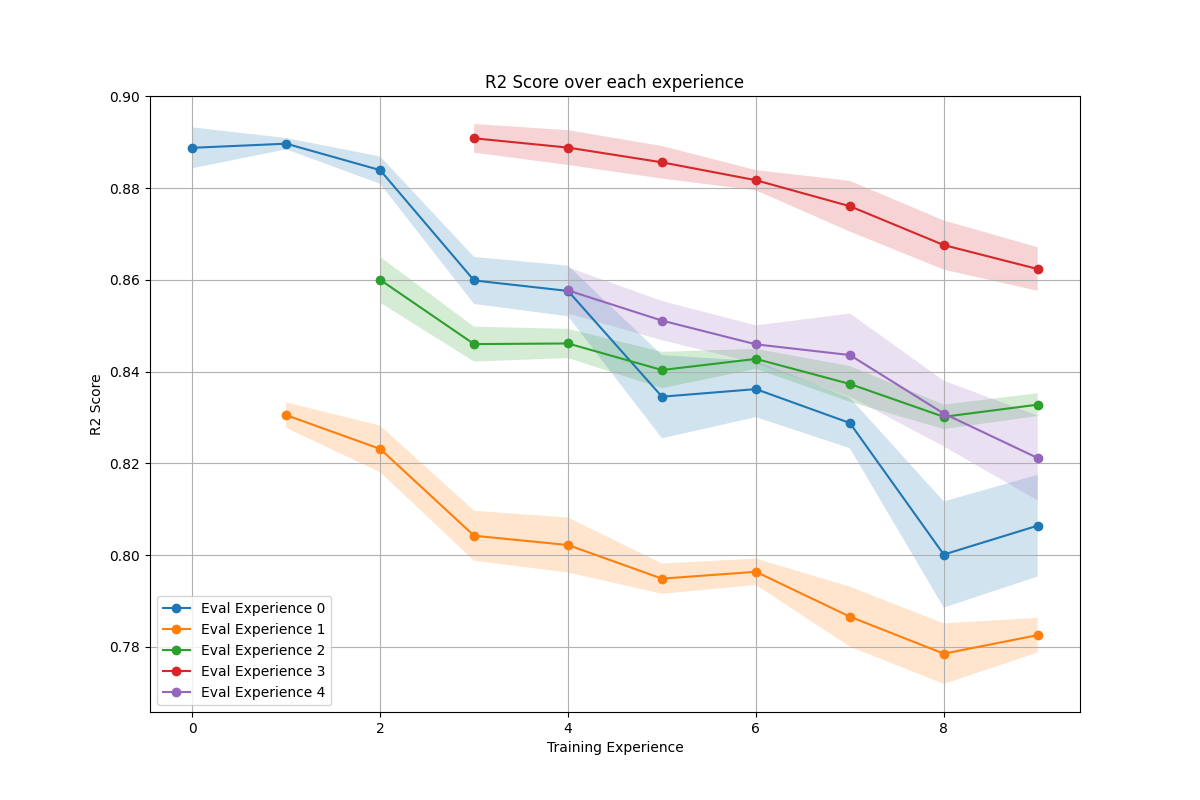 R2 Score over each experience
R2 Score
0.90
0.88
0.86
0.84
0.82
0.80
0.78
Eval Experience 0
Eval Experience 1
Eval Experience 2
Eval Experience 3
Eval Experience 4
0 2 4 6 8
Training Experience